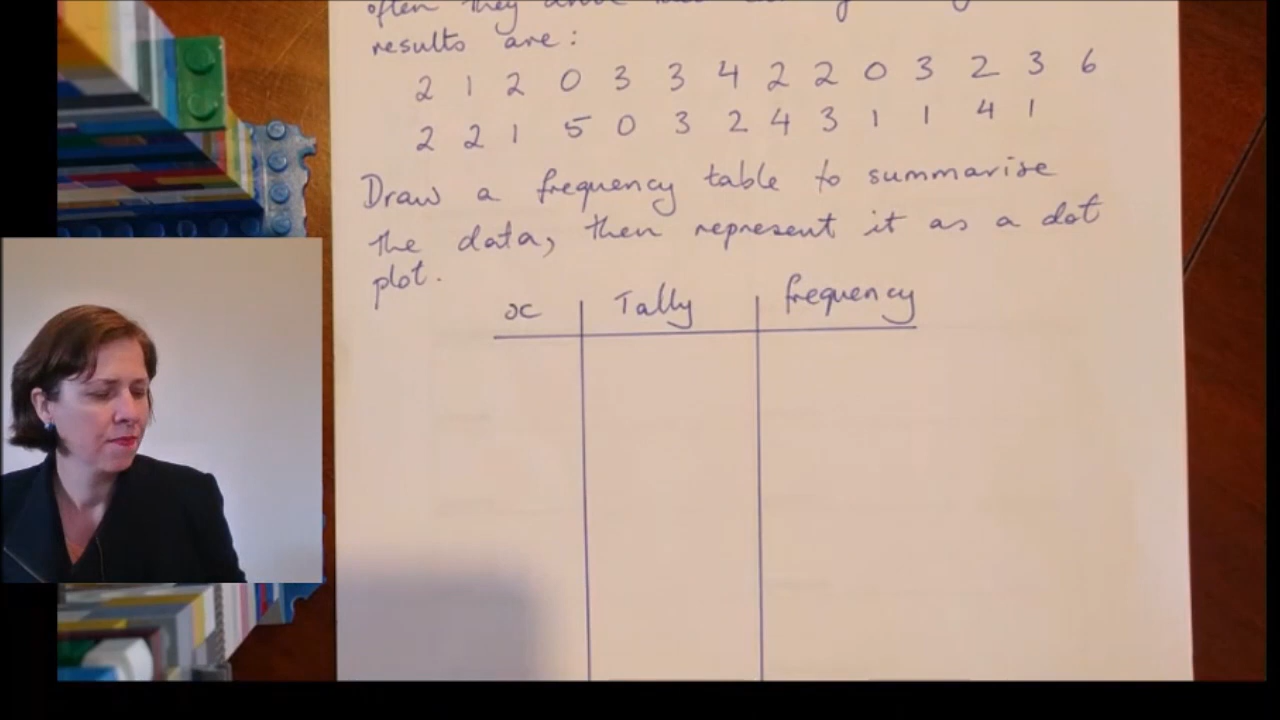 often they
results are:
2 1 2 0 3 3 4 2 2 0 3 2 3 6
2 2 1 5 0 3 2 4 3 1 1 4 1
Draw a frequency table to summarise
the data, then represent it as a dot
plot.
x Tally frequency